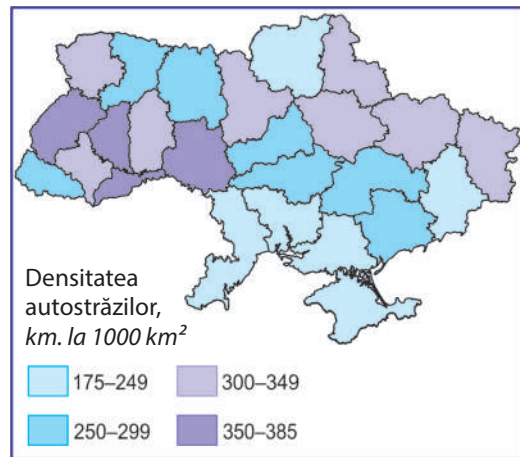 Densitatea
autostrăzilor,
km. la 1000 km²
175–249
300–349
250–299
350–385